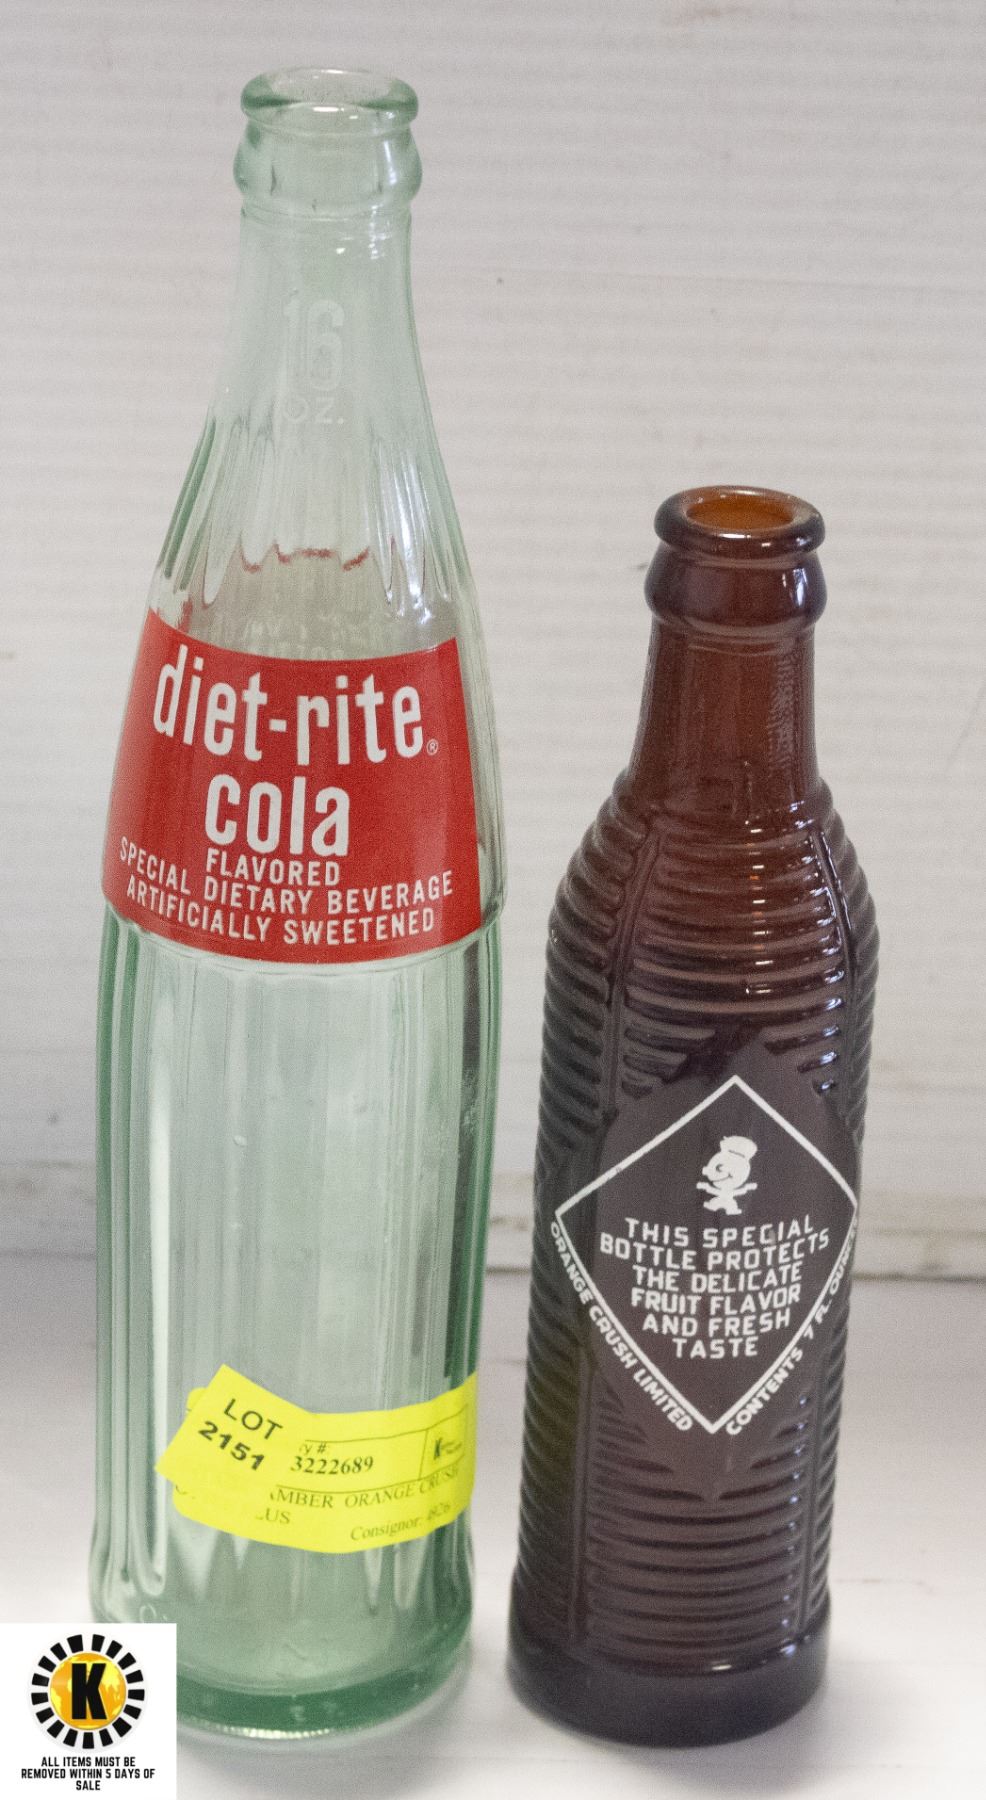 16
OZ.
diet-rite®
cola
FLAVORED
SPECIAL DIETARY BEVERAGE
ARTIFICIALLY SWEETENED
THIS SPECIAL
BOTTLE PROTECTS
THE DELICATE
FRUIT FLAVOR
AND FRESH
TASTE
ORANGE CRUSH LIMITED
CONTENTS 7 FL.
LOT
2151
#:
3222689
ORANGE CRUSH
US
Consignor:
K
ALL ITEMS MUST BE
REMOVED WITHIN 5 DAYS OF
SALE